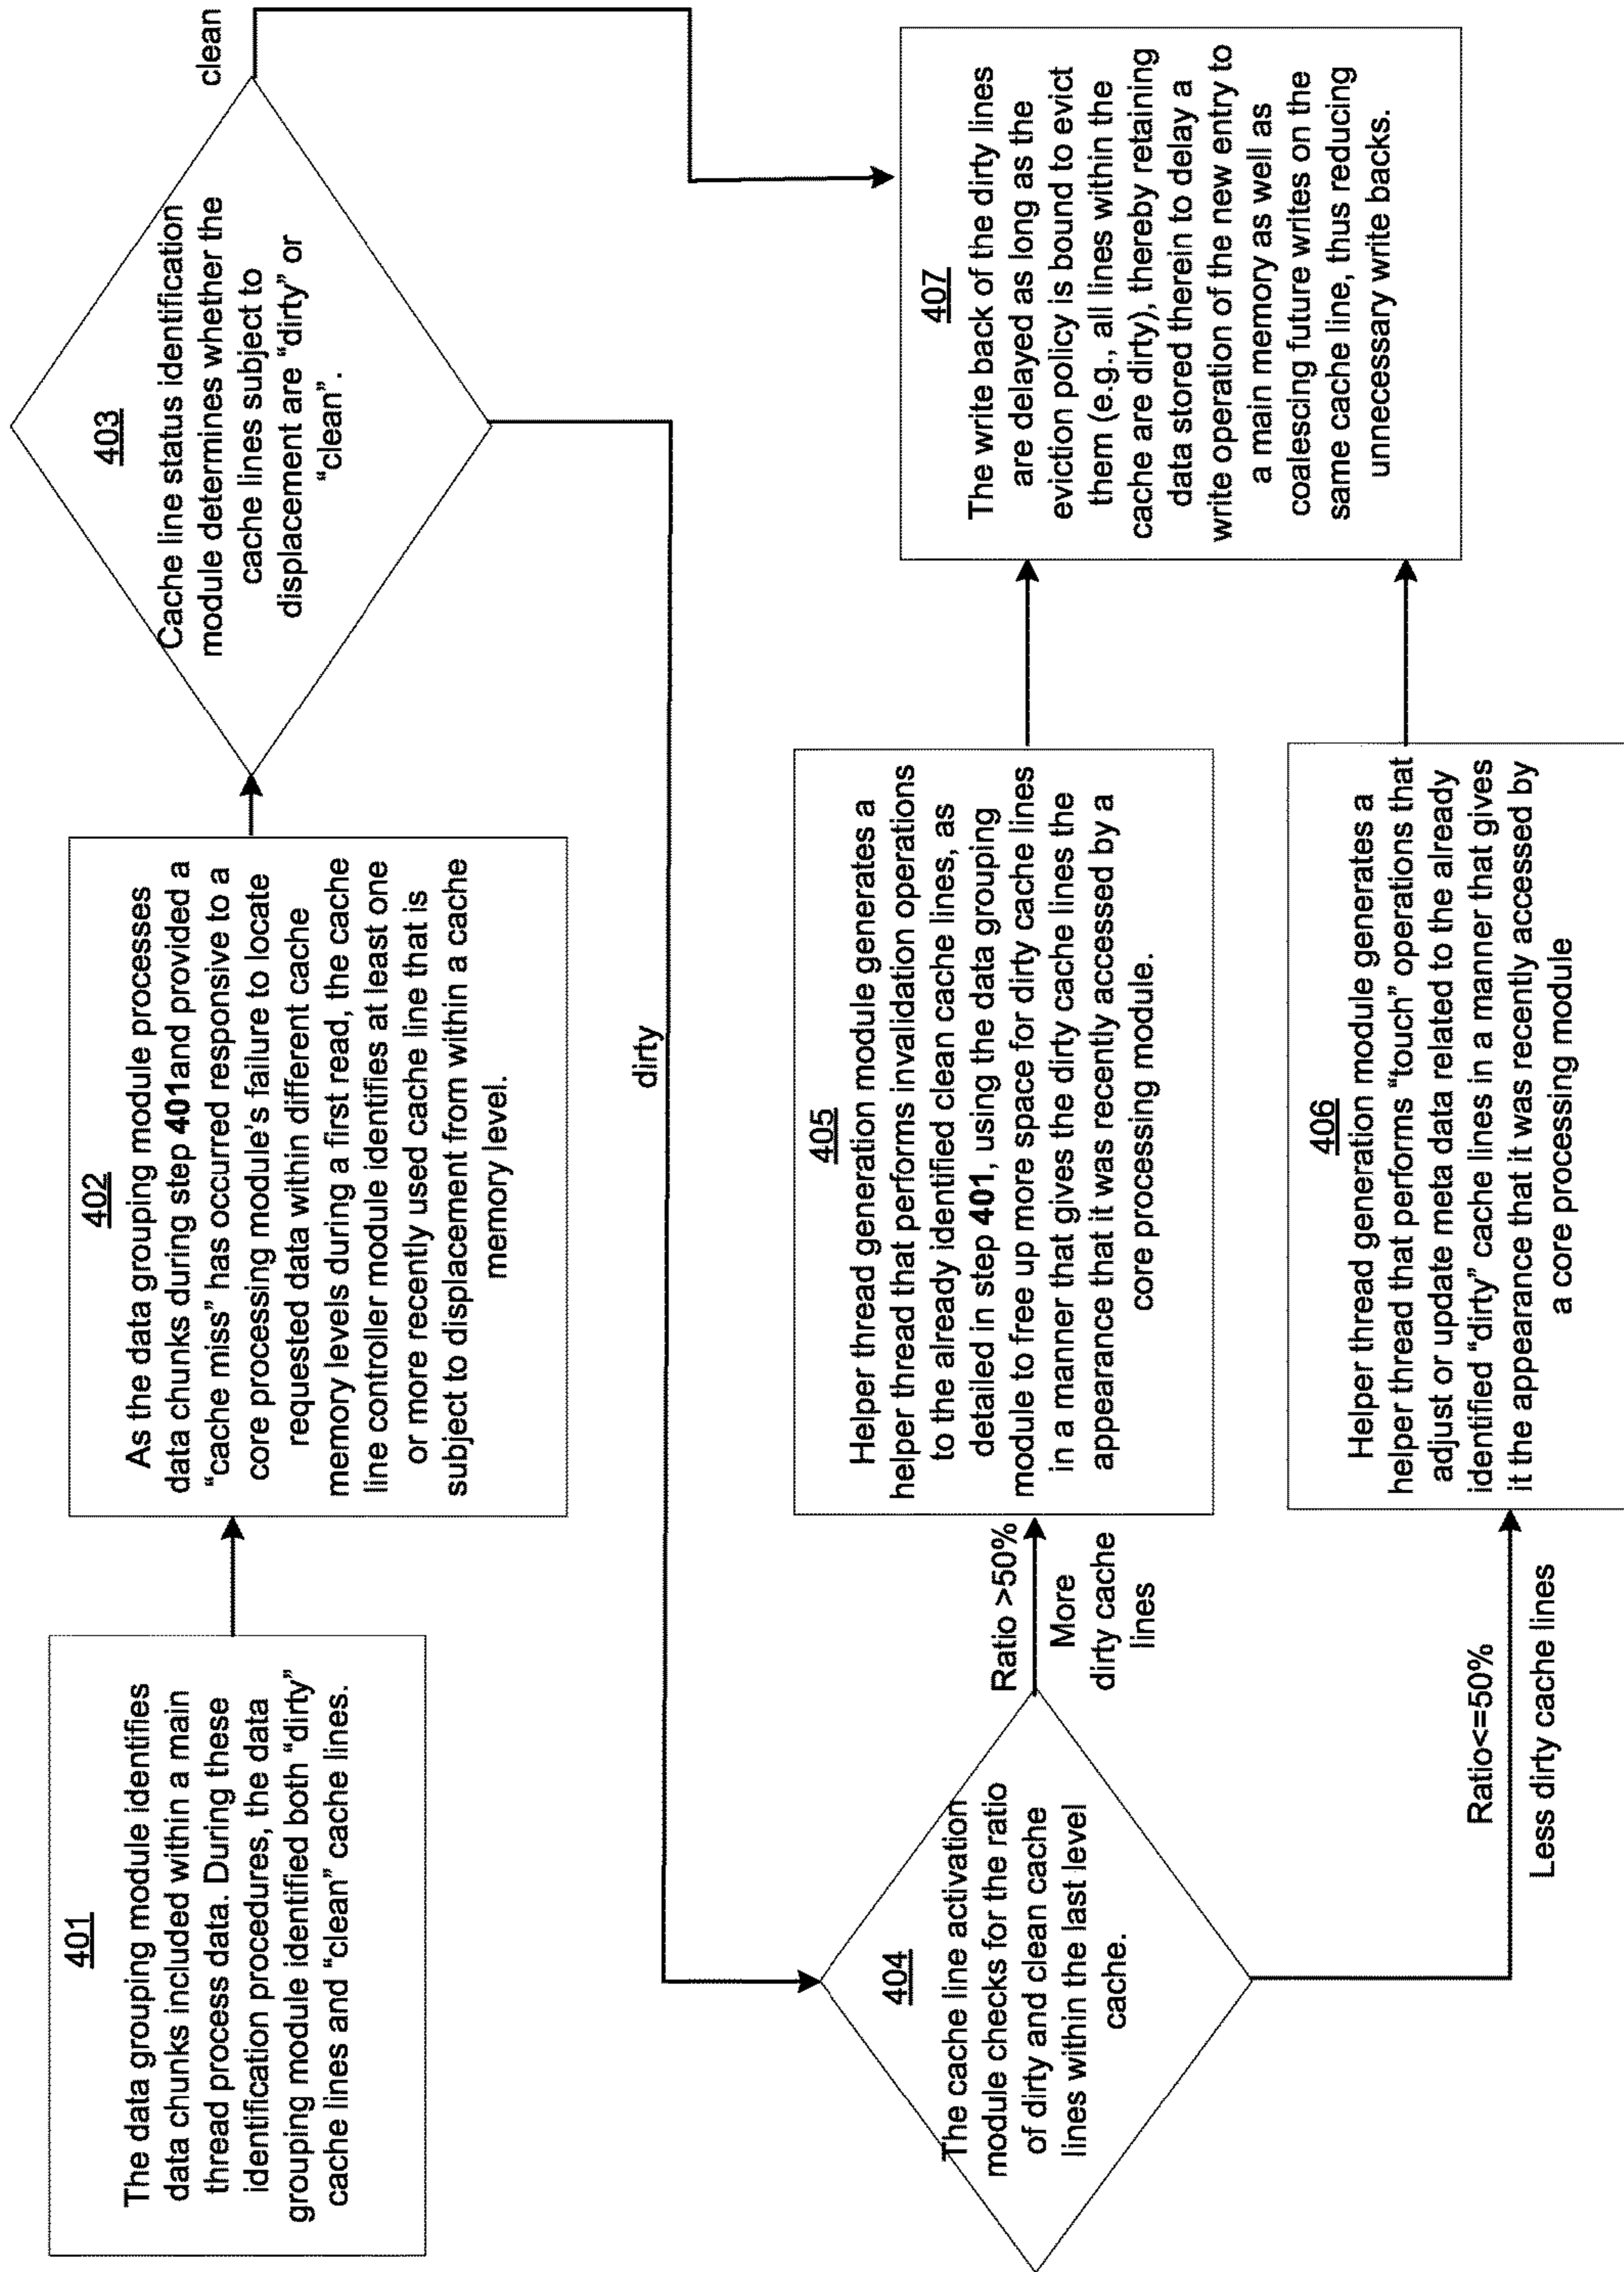 401
The data grouping module identifies
data chunks included within a main
thread process data. During these
identification procedures, the data
grouping module identified both “dirty”
cache lines and “clean” cache lines.
402
As the data grouping module processes
data chunks during step 401and provided a
“cache miss” has occurred responsive to a
core processing module’s failure to locate
requested data within different cache
memory levels during a first read, the cache
line controller module identifies at least one
or more recently used cache line that is
subject to displacement from within a cache
memory level.
403
Cache line status identification
module determines whether the
cache lines subject to
displacement are “dirty” or
“clean”.
clean
dirty
404
The cache line activation
module checks for the ratio
of dirty and clean cache
lines within the last level
cache.
Ratio >50%
More
dirty cache
lines
Ratio<=50%
Less dirty cache lines
405
Helper thread generation module generates a
helper thread that performs invalidation operations
to the already identified clean cache lines, as
detailed in step 401, using the data grouping
module to free up more space for dirty cache lines
in a manner that gives the dirty cache lines the
appearance that it was recently accessed by a
core processing module.
406
Helper thread generation module generates a
helper thread that performs “touch” operations that
adjust or update meta data related to the already
identified “dirty” cache lines in a manner that gives
it the appearance that it was recently accessed by
a core processing module
407
The write back of the dirty lines
are delayed as long as the
eviction policy is bound to evict
them (e.g., all lines within the
cache are dirty), thereby retaining
data stored therein to delay a
write operation of the new entry to
a main memory as well as
coalescing future writes on the
same cache line, thus reducing
unnecessary write backs.